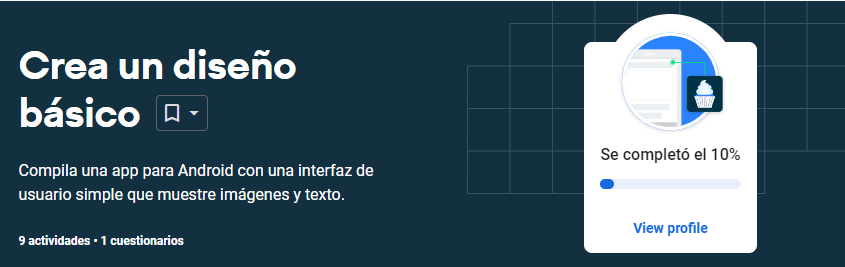 Crea un diseño
básico
Compila una app para Android con una interfaz de
usuario simple que muestre imágenes y texto.
9 actividades • 1 cuestionarios
Se completó el 10%
View profile